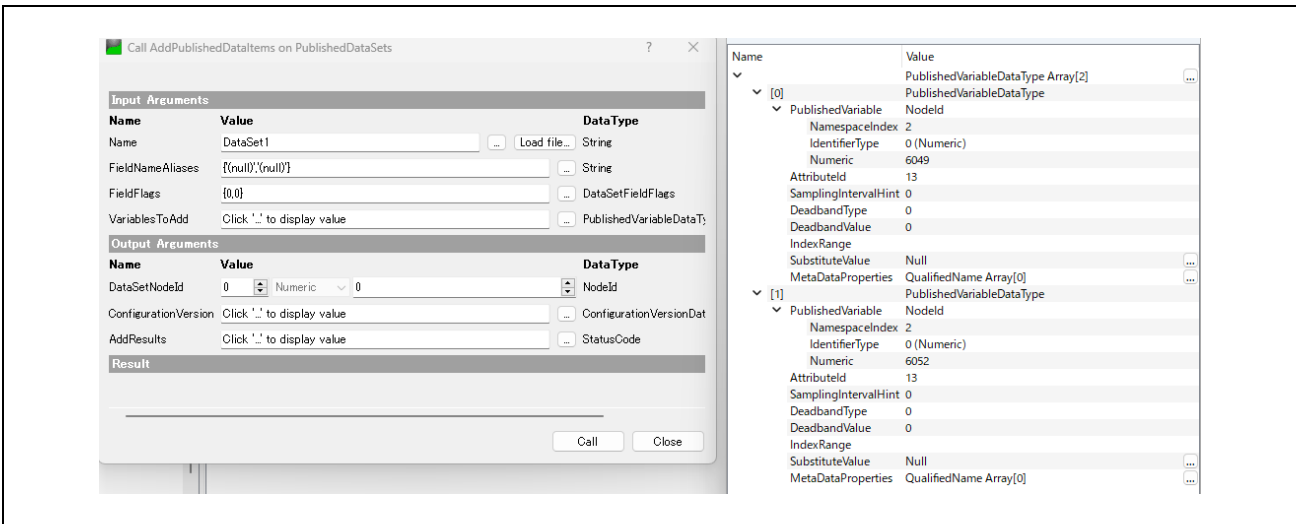 Call AddPublishedDataItems on PublishedDataSets ? ×
Input Arguments
Name Value DataType
Name DataSet1 ... Load file... String
FieldNameAliases {'(null)','(null)'} ... String
FieldFlags {0,0} ... DataSetFieldFlags
VariablesToAdd Click '...' to display value ... PublishedVariableDataTy
Output Arguments
Name Value DataType
DataSetNodeId 0 Numeric 0 NodeId
ConfigurationVersion Click '...' to display value ... ConfigurationVersionDat
AddResults Click '...' to display value ... StatusCode
Result
Call Close
Name Value
PublishedVariableDataType Array[2] ...
[0] PublishedVariableDataType
PublishedVariable NodeId
NamespaceIndex 2
IdentifierType 0 (Numeric)
Numeric 6049
AttributeId 13
SamplingIntervalHint 0
DeadbandType 0
DeadbandValue 0
IndexRange
SubstituteValue Null ...
MetaDataProperties QualifiedName Array[0] ...
[1] PublishedVariableDataType
PublishedVariable NodeId
NamespaceIndex 2
IdentifierType 0 (Numeric)
Numeric 6052
AttributeId 13
SamplingIntervalHint 0
DeadbandType 0
DeadbandValue 0
IndexRange
SubstituteValue Null ...
MetaDataProperties QualifiedName Array[0] ...